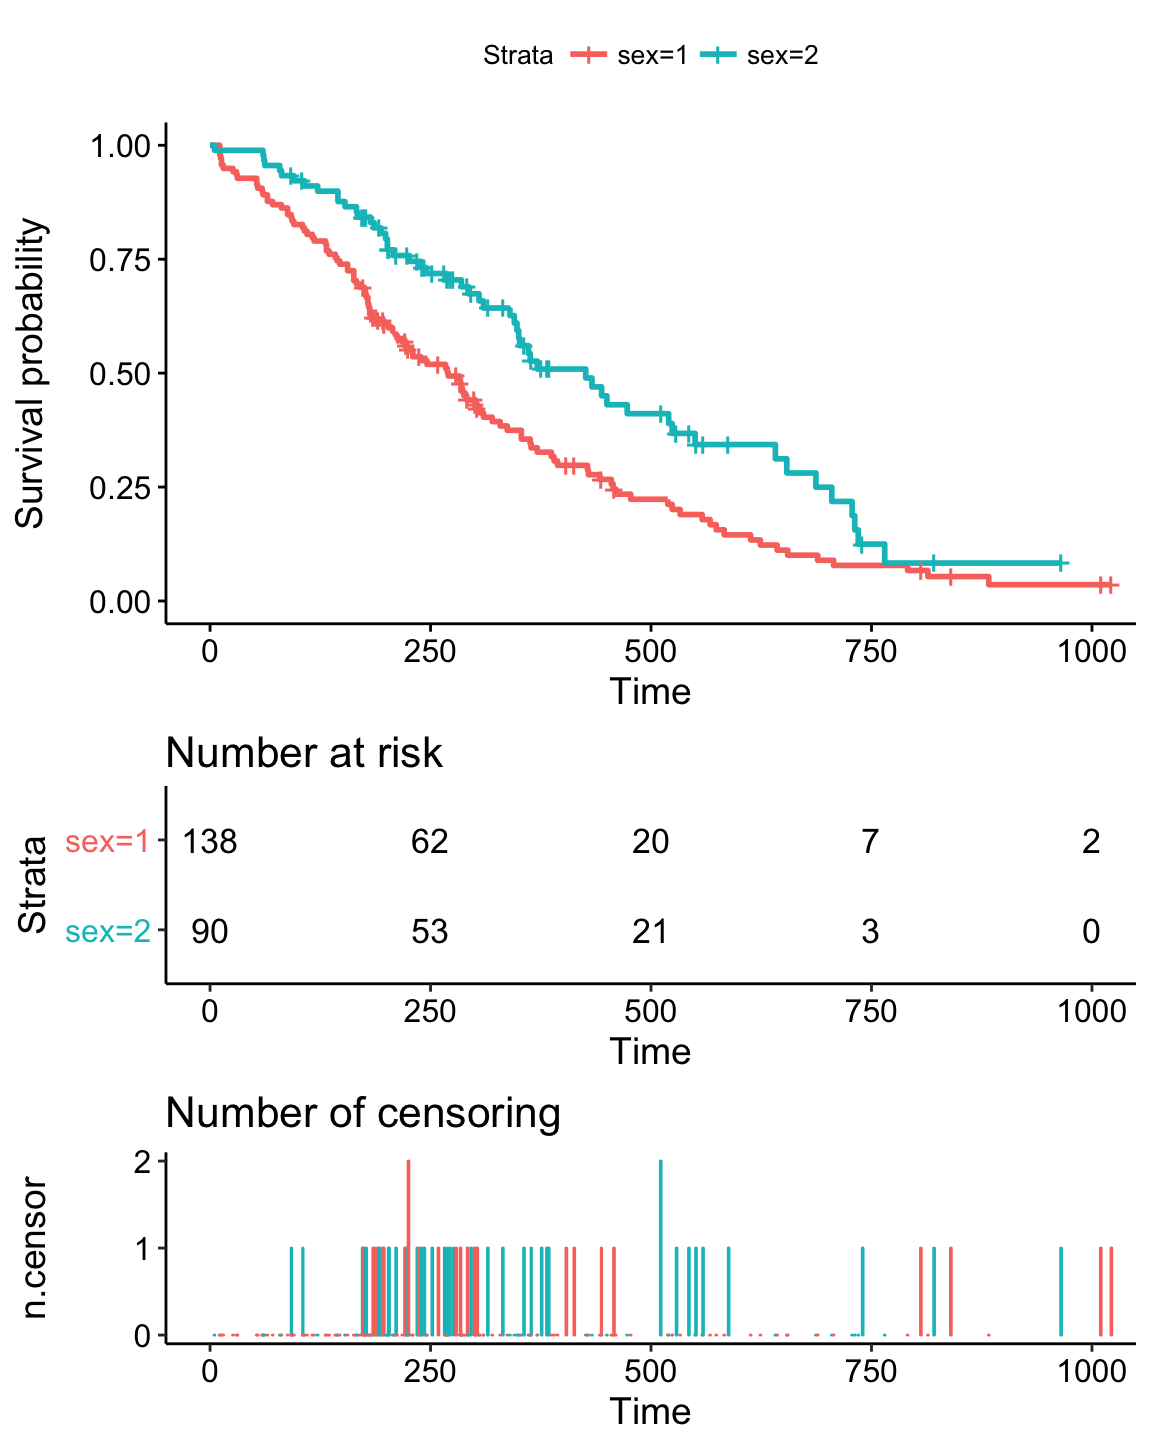 Strata sex=1 sex=2
Survival probability
1.00
0.75
0.50
0.25
0.00
0 250 500 750 1000
Time
Number at risk
Strata
sex=1 138 62 20 7 2
sex=2 90 53 21 3 0
0 250 500 750 1000
Time
Number of censoring
n.censor
2
1
0
0 250 500 750 1000
Time